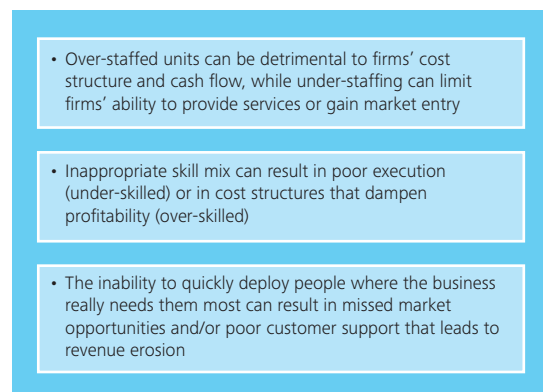 • Over-staffed units can be detrimental to firms' cost
structure and cash flow, while under-staffing can limit
firms' ability to provide services or gain market entry
• Inappropriate skill mix can result in poor execution
(under-skilled) or in cost structures that dampen
profitability (over-skilled)
• The inability to quickly deploy people where the business
really needs them most can result in missed market
opportunities and/or poor customer support that leads to
revenue erosion